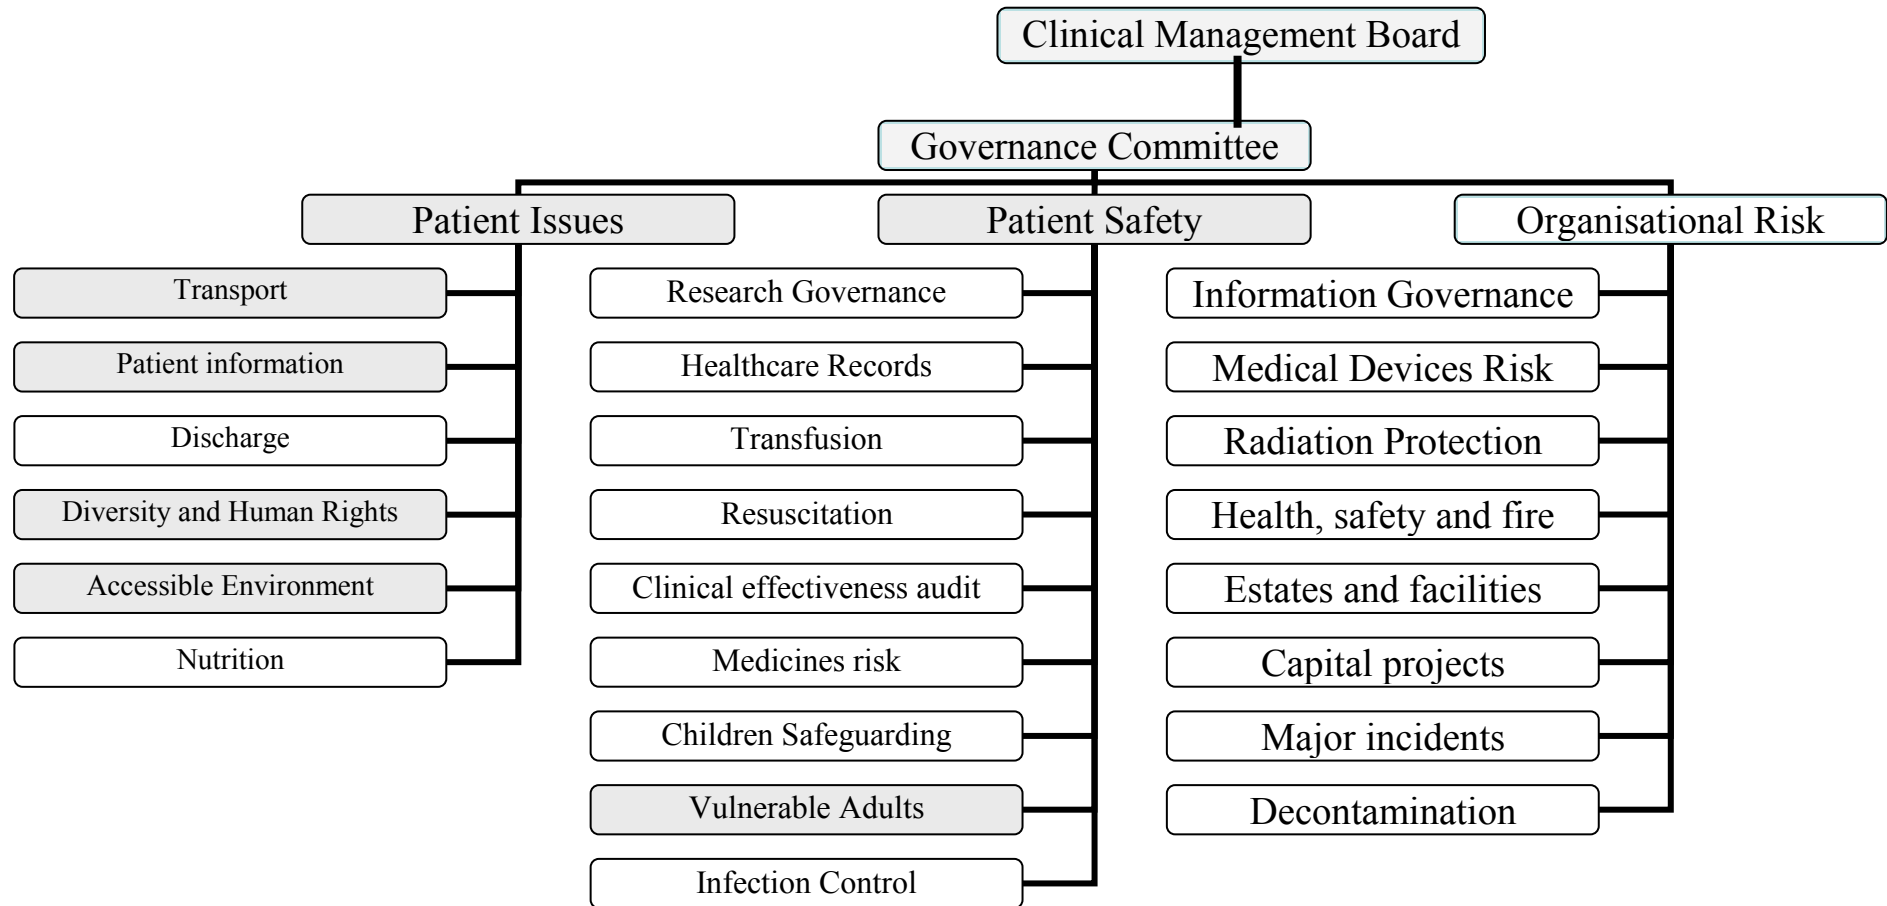 Clinical Management Board
Governance Committee
Patient Issues
Patient Safety
Organisational Risk
Transport
Patient information
Discharge
Diversity and Human Rights
Accessible Environment
Nutrition
Research Governance
Healthcare Records
Transfusion
Resuscitation
Clinical effectiveness audit
Medicines risk
Children Safeguarding
Vulnerable Adults
Infection Control
Information Governance
Medical Devices Risk
Radiation Protection
Health, safety and fire
Estates and facilities
Capital projects
Major incidents
Decontamination